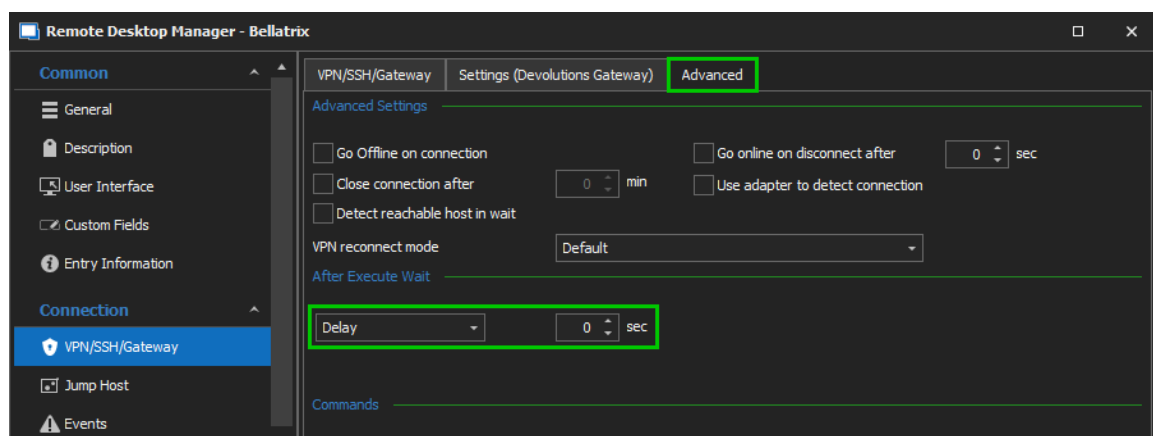 Remote Desktop Manager - Bellatrix
Common
General
Description
User Interface
Custom Fields
Entry Information
Connection
VPN/SSH/Gateway
Jump Host
Events
VPN/SSH/Gateway Settings (Devolutions Gateway) Advanced
Advanced Settings
Go Offline on connection Go online on disconnect after 0 sec
Close connection after 0 min Use adapter to detect connection
Detect reachable host in wait
VPN reconnect mode Default
After Execute Wait
Delay 0 sec
Commands